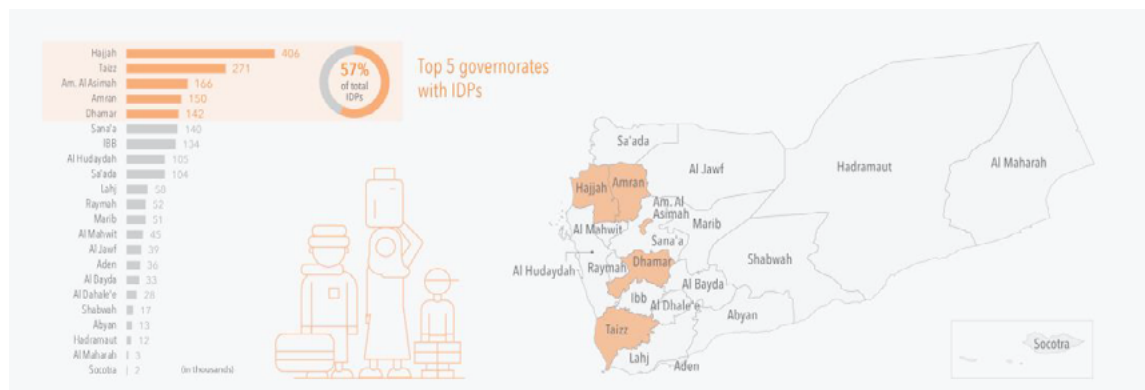 Hajjah 406
Taizz 271
Am. Al Asimah 166
Amran 150
Dhamar 142
Sana'a 140
IBB 134
Al Hudaydah 105
Sa'ada 104
Lahj 58
Raymah 52
Marib 51
Al Mahwit 45
Al Jawf 39
Aden 36
Al Bayda 33
Al Dahale'e 28
Shabwah 17
Abyan 13
Hadramaut 12
Al Maharah 3
Socotra 2
(in thousands)
57%
of total
IDPs
Top 5 governorates
with IDPs
Sa'ada
Al Jawf
Hadramaut
Al Maharah
Hajjah
Amran
Am. Al
Asimah
Marib
Al Mahwit
Sana'a
Shabwah
Al Hudaydah
Raymah
Dhamar
Al Bayda
Ibb
Al Dhale'e
Abyan
Taizz
Lahj
Aden
Socotra